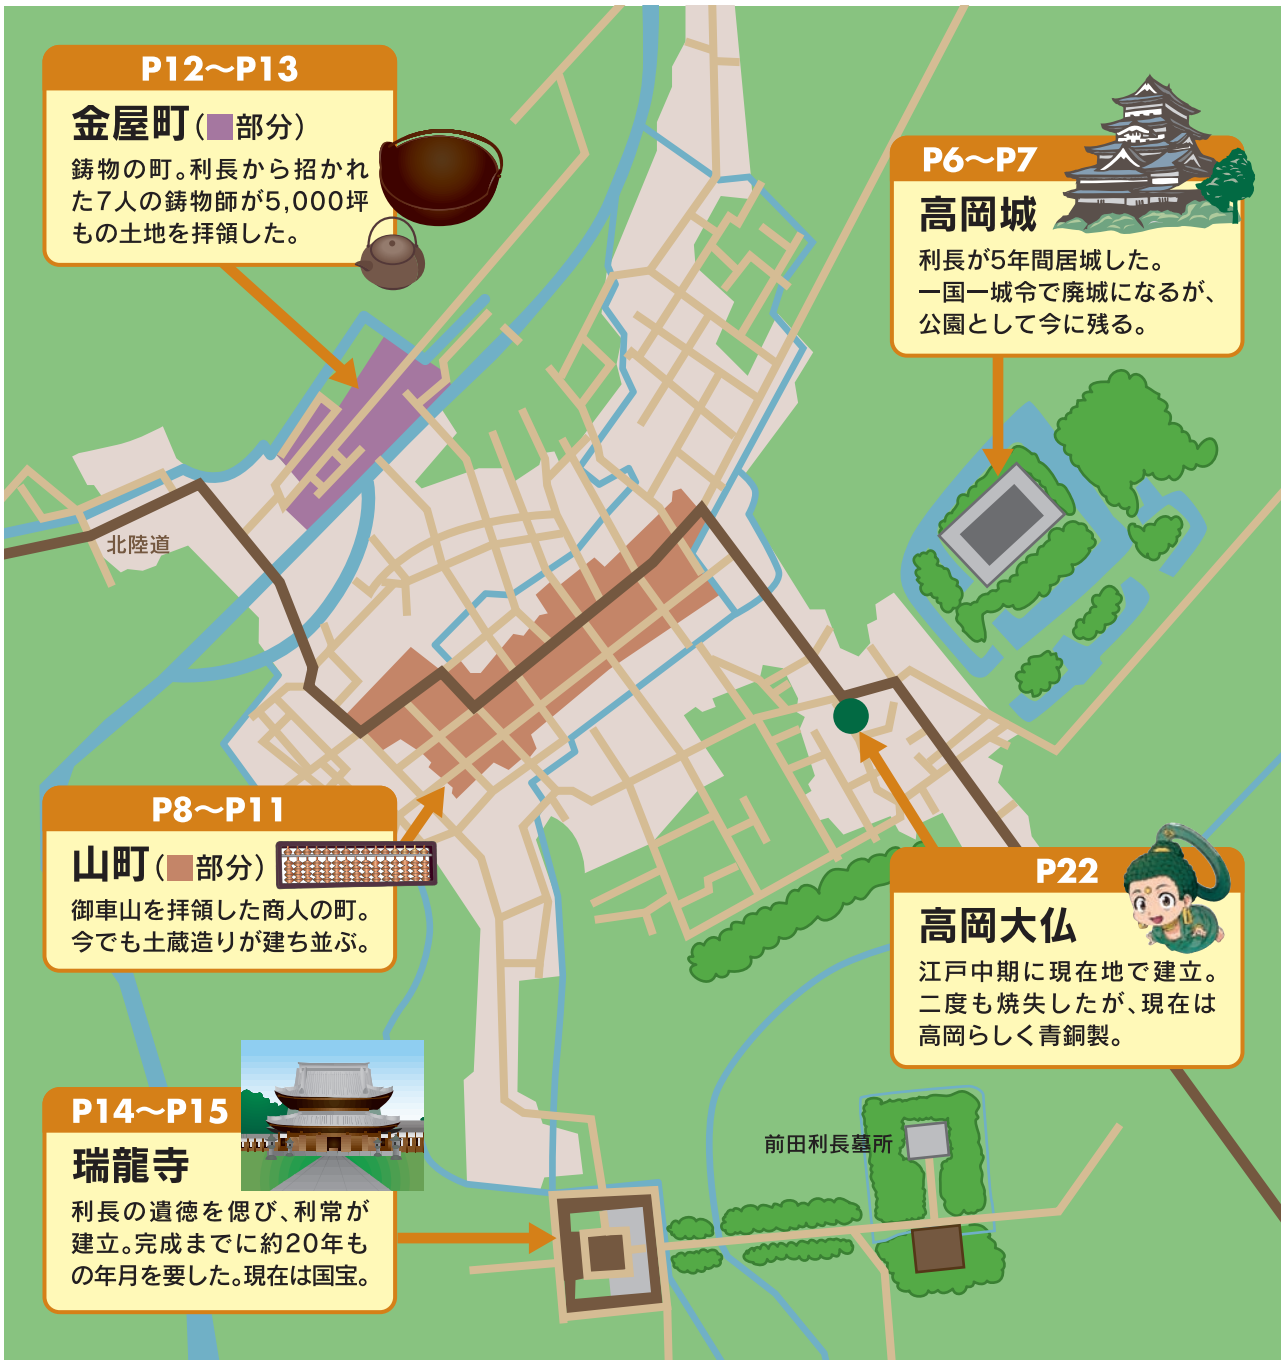 P12～P13
金屋町(■部分)
鋳物の町。利長から招かれ
た7人の鋳物師が5,000坪
もの土地を拝領した。
P6～P7
高岡城
利長が5年間居城した。
一国一城令で廃城になるが、
公園として今に残る。
北陸道
P8～P11
山町(■部分)
御車山を拝領した商人の町。
今でも土蔵造りが建ち並ぶ。
P22
高岡大仏
江戸中期に現在地で建立。
二度も焼失したが、現在は
高岡らしく青銅製。
P14～P15
瑞龍寺
利長の遺徳を偲び、利常が
建立。完成までに約20年も
の年月を要した。現在は国宝。
前田利長墓所